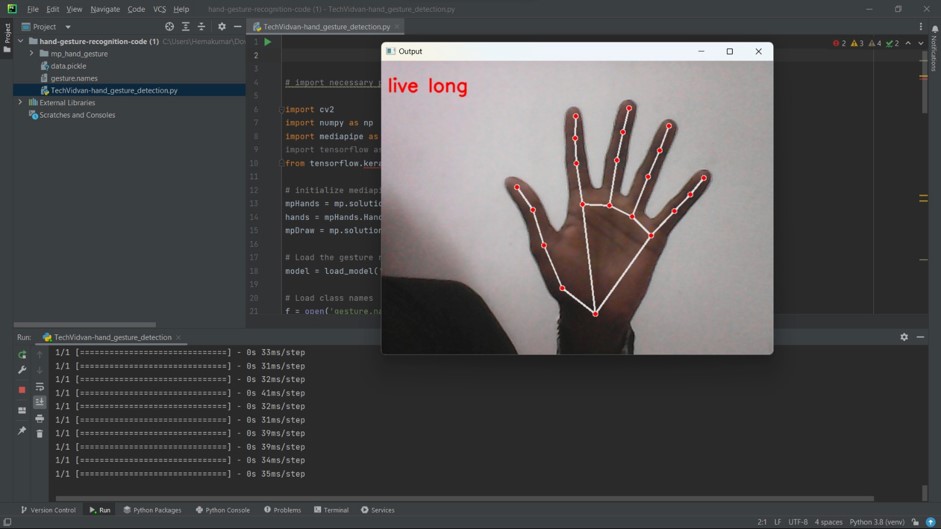 File Edit View Navigate Code VCS Help hand-gesture-recognition-code (1) - TechVidvan-hand_gesture_detection.py
Project TechVidvan-hand_gesture_detection.py
Project
hand-gesture-recognition-code (1)
mp_hand_gesture
data.pickle
gesture.names
TechVidvan-hand_gesture_detection.py
External Libraries
Scratches and Consoles
2 3 4 2
Notifications
1
2
3
4 # import necessary p
5
6 import cv2
7 import numpy as np
8 import mediapipe as
9 import tensorflow as
10 from tensorflow.kera
11
12 # initialize mediapi
13 mpHands = mp.solutio
14 hands = mpHands.Hand
15 mpDraw = mp.solution
16
17 # Load the gesture r
18 model = load_model('
19
20 # Load class names
21 f = open('gesture.na
Output
live long
Run: TechVidvan-hand_gesture_detection
1/1 [==============================] - 0s 33ms/step
1/1 [==============================] - 0s 31ms/step
1/1 [==============================] - 0s 32ms/step
1/1 [==============================] - 0s 41ms/step
1/1 [==============================] - 0s 32ms/step
1/1 [==============================] - 0s 31ms/step
1/1 [==============================] - 0s 39ms/step
1/1 [==============================] - 0s 39ms/step
1/1 [==============================] - 0s 34ms/step
1/1 [==============================] - 0s 35ms/step
Version Control Run Python Packages Python Console Problems Terminal Services
2:1 LF UTF-8 4 spaces Python 3.8 (venv)